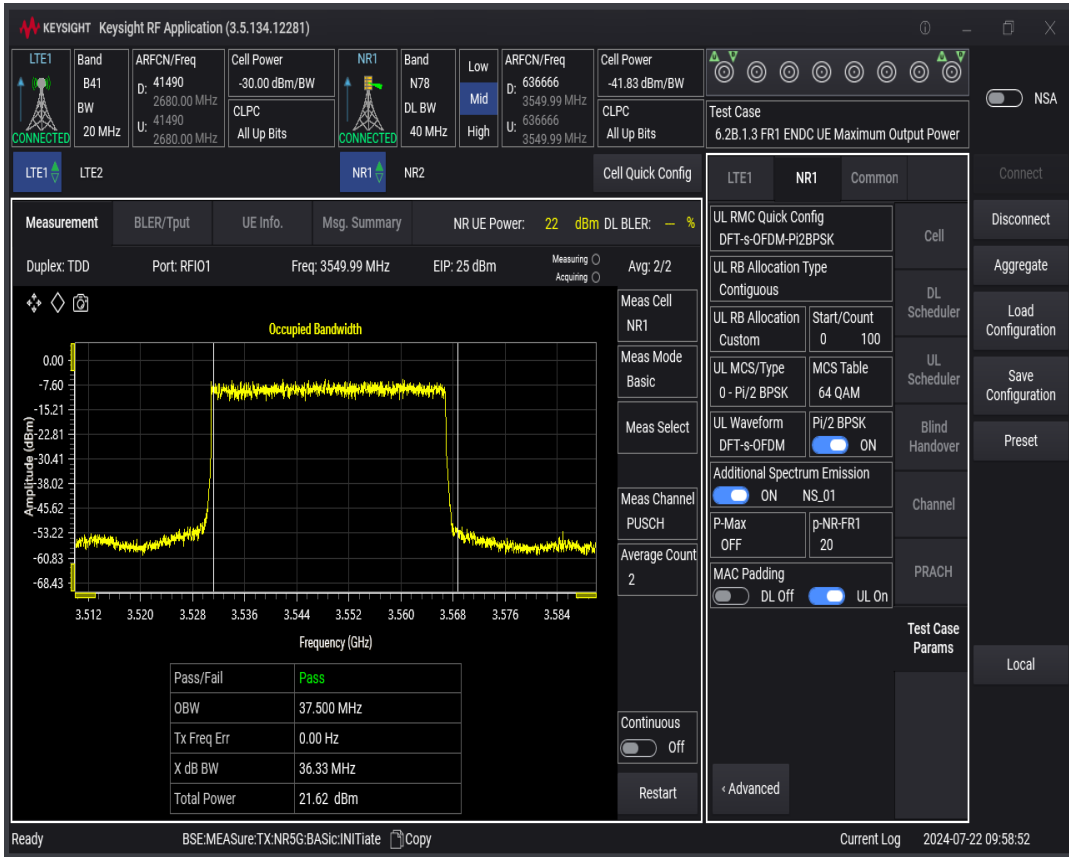 KEYSIGHT Keysight RF Application (3.5.134.12281)
LTE1
CONNECTED
Band
B41
BW
20 MHz
ARFCN/Freq
D: 41490
2680.00 MHz
U: 41490
2680.00 MHz
Cell Power
-30.00 dBm/BW
CLPC
All Up Bits
NR1
CONNECTED
Band
N78
DL BW
40 MHz
Low
Mid
High
ARFCN/Freq
D: 636666
3549.99 MHz
U: 636666
3549.99 MHz
Cell Power
-41.83 dBm/BW
CLPC
All Up Bits
Test Case
6.2B.1.3 FR1 ENDC UE Maximum Output Power
NSA
LTE1 LTE2
NR1 NR2
Cell Quick Config
Measurement BLER/Tput UE Info. Msg. Summary NR UE Power: 22 dBm DL BLER: --- %
Duplex: TDD Port: RFIO1 Freq: 3549.99 MHz EIP: 25 dBm Measuring Acquiring Avg: 2/2
Occupied Bandwidth
Amplitude (dBm)
0.00
-7.60
-15.21
-22.81
-30.41
-38.02
-45.62
-53.22
-60.83
-68.43
3.512 3.520 3.528 3.536 3.544 3.552 3.560 3.568 3.576 3.584
Frequency (GHz)
Pass/Fail Pass
OBW 37.500 MHz
Tx Freq Err 0.00 Hz
X dB BW 36.33 MHz
Total Power 21.62 dBm
Meas Cell
NR1
Meas Mode
Basic
Meas Select
Meas Channel
PUSCH
Average Count
2
Continuous
Off
Restart
LTE1 NR1 Common
UL RMC Quick Config
DFT-s-OFDM-Pi2BPSK
UL RB Allocation Type
Contiguous
UL RB Allocation
Custom
Start/Count
0 100
UL MCS/Type
0 - Pi/2 BPSK
MCS Table
64 QAM
UL Waveform
DFT-s-OFDM
Pi/2 BPSK
ON
Additional Spectrum Emission
ON NS_01
P-Max
OFF
p-NR-FR1
20
MAC Padding
DL Off UL On
‹ Advanced
Cell
DL
Scheduler
UL
Scheduler
Blind
Handover
Channel
PRACH
Test Case
Params
Connect
Disconnect
Aggregate
Load
Configuration
Save
Configuration
Preset
Local
Ready BSE:MEASure:TX:NR5G:BASic:INITiate Copy Current Log 2024-07-22 09:58:52